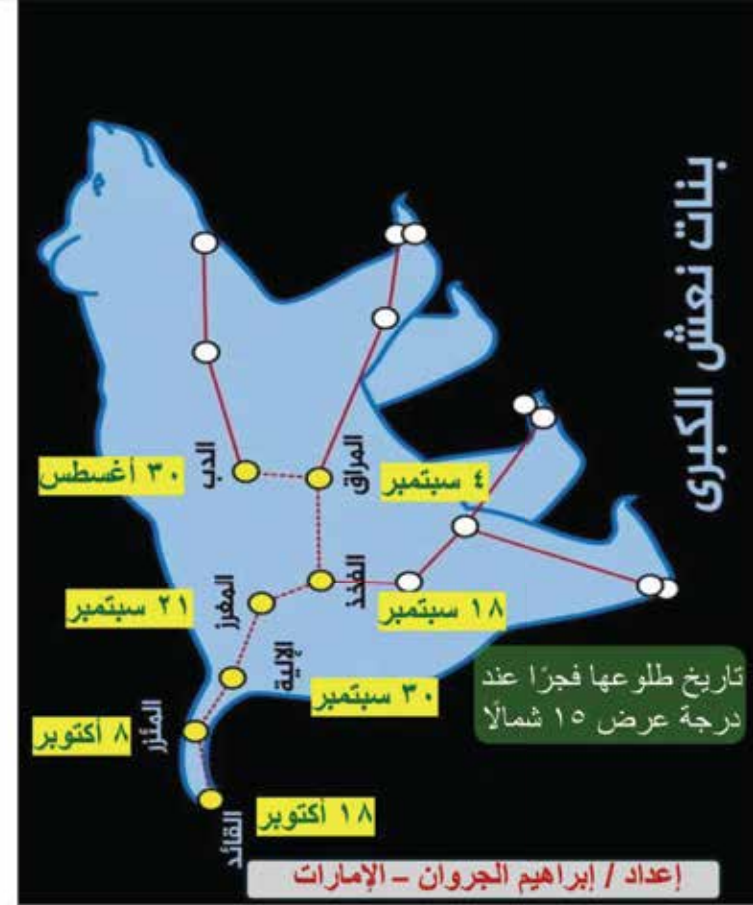 بنات نعش الكبرى
الدب
٣٠ أغسطس
المراق
٤ سبتمبر
الفخذ
١٨ سبتمبر
المغرز
٢١ سبتمبر
الإلية
٣٠ سبتمبر
المئزر
٨ أكتوبر
القائد
١٨ أكتوبر
تاريخ طلوعها فجرًا عند
درجة عرض ١٥ شمالًا
إعداد / إبراهيم الجروان – الإمارات